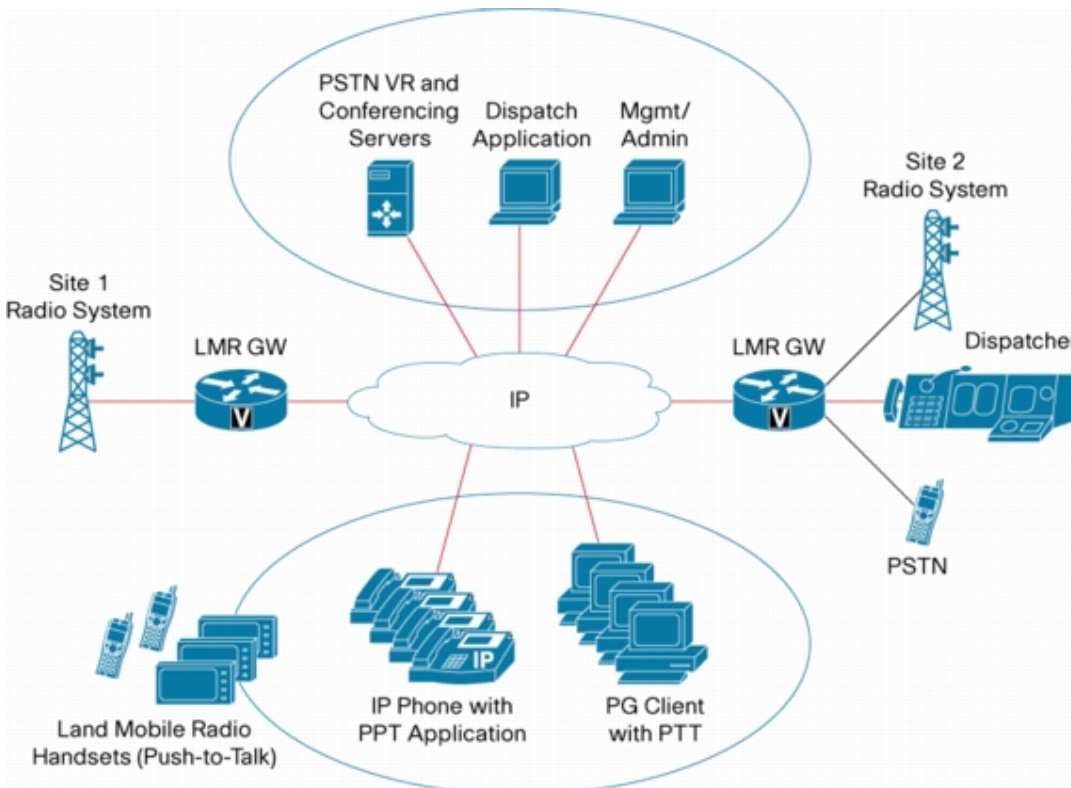 PSTN VR and
Conferencing
Servers
Dispatch
Application
Mgmt/
Admin
Site 2
Radio System
Site 1
Radio System
LMR GW
LMR GW
Dispatcher
V
IP
V
PSTN
IP
Land Mobile Radio
Handsets (Push-to-Talk)
IP Phone with
PPT Application
PG Client
with PTT